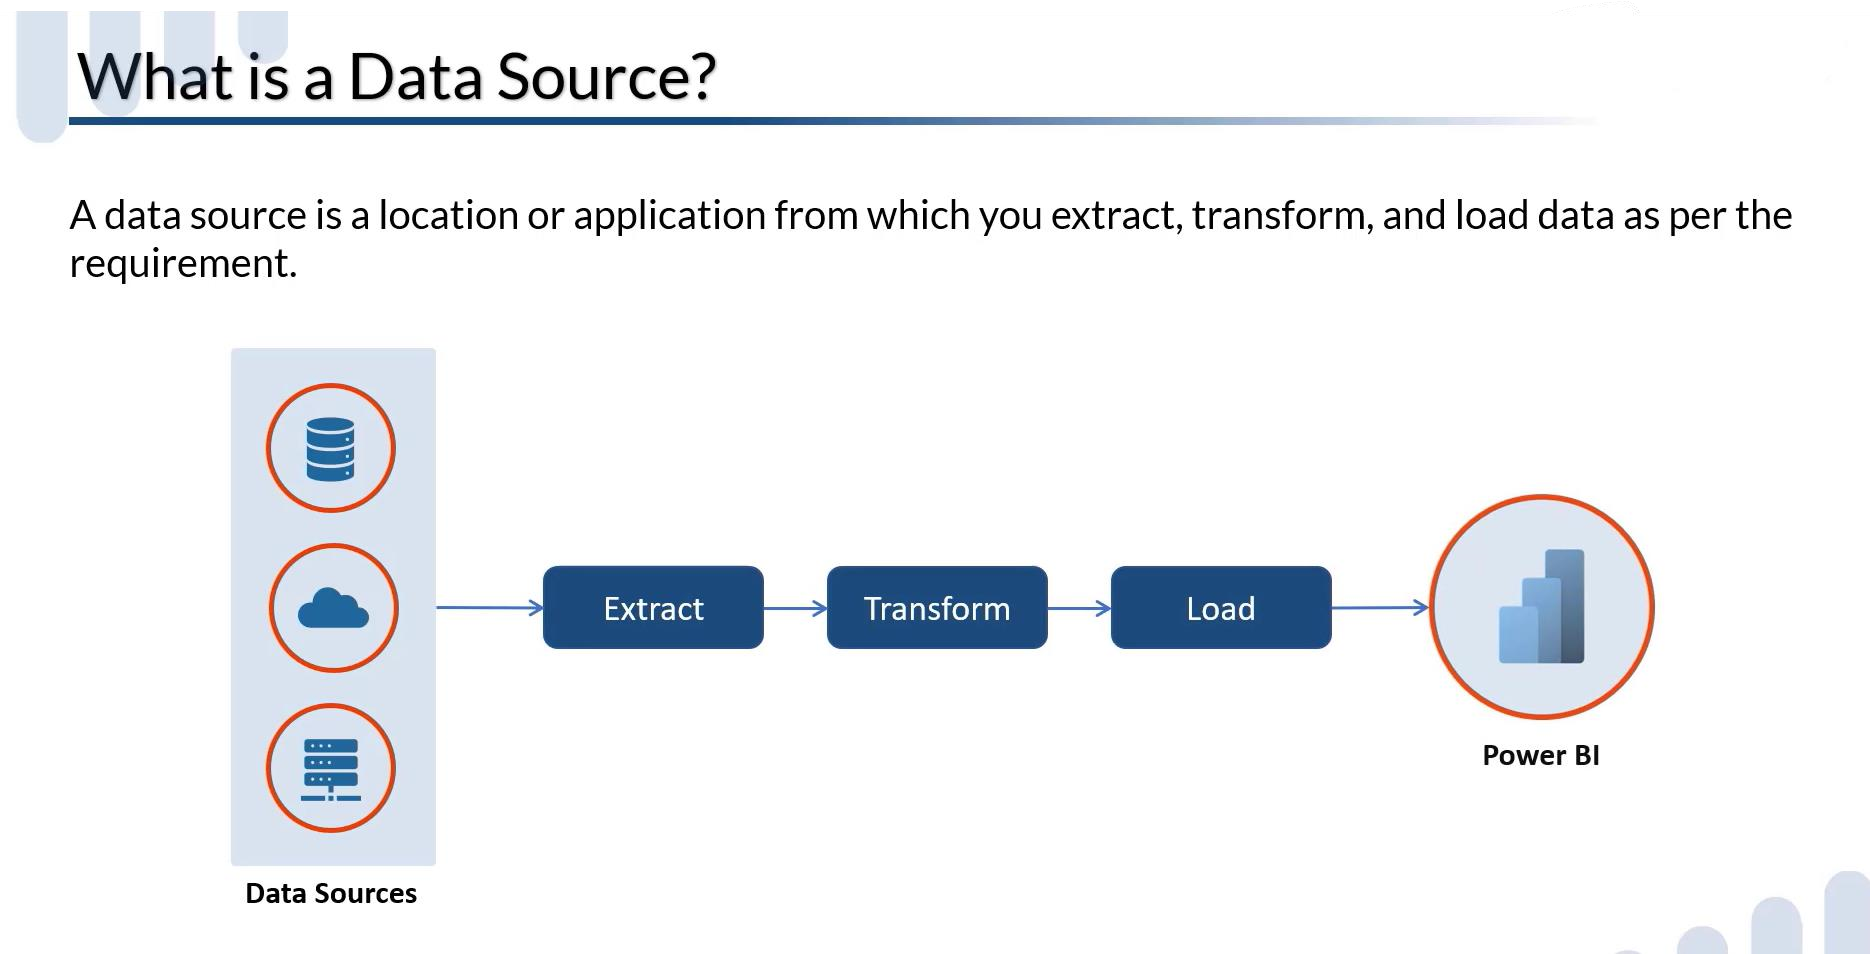 What is a Data Source?
A data source is a location or application from which you extract, transform, and load data as per the
requirement.
Extract
Transform
Load
Power BI
Data Sources